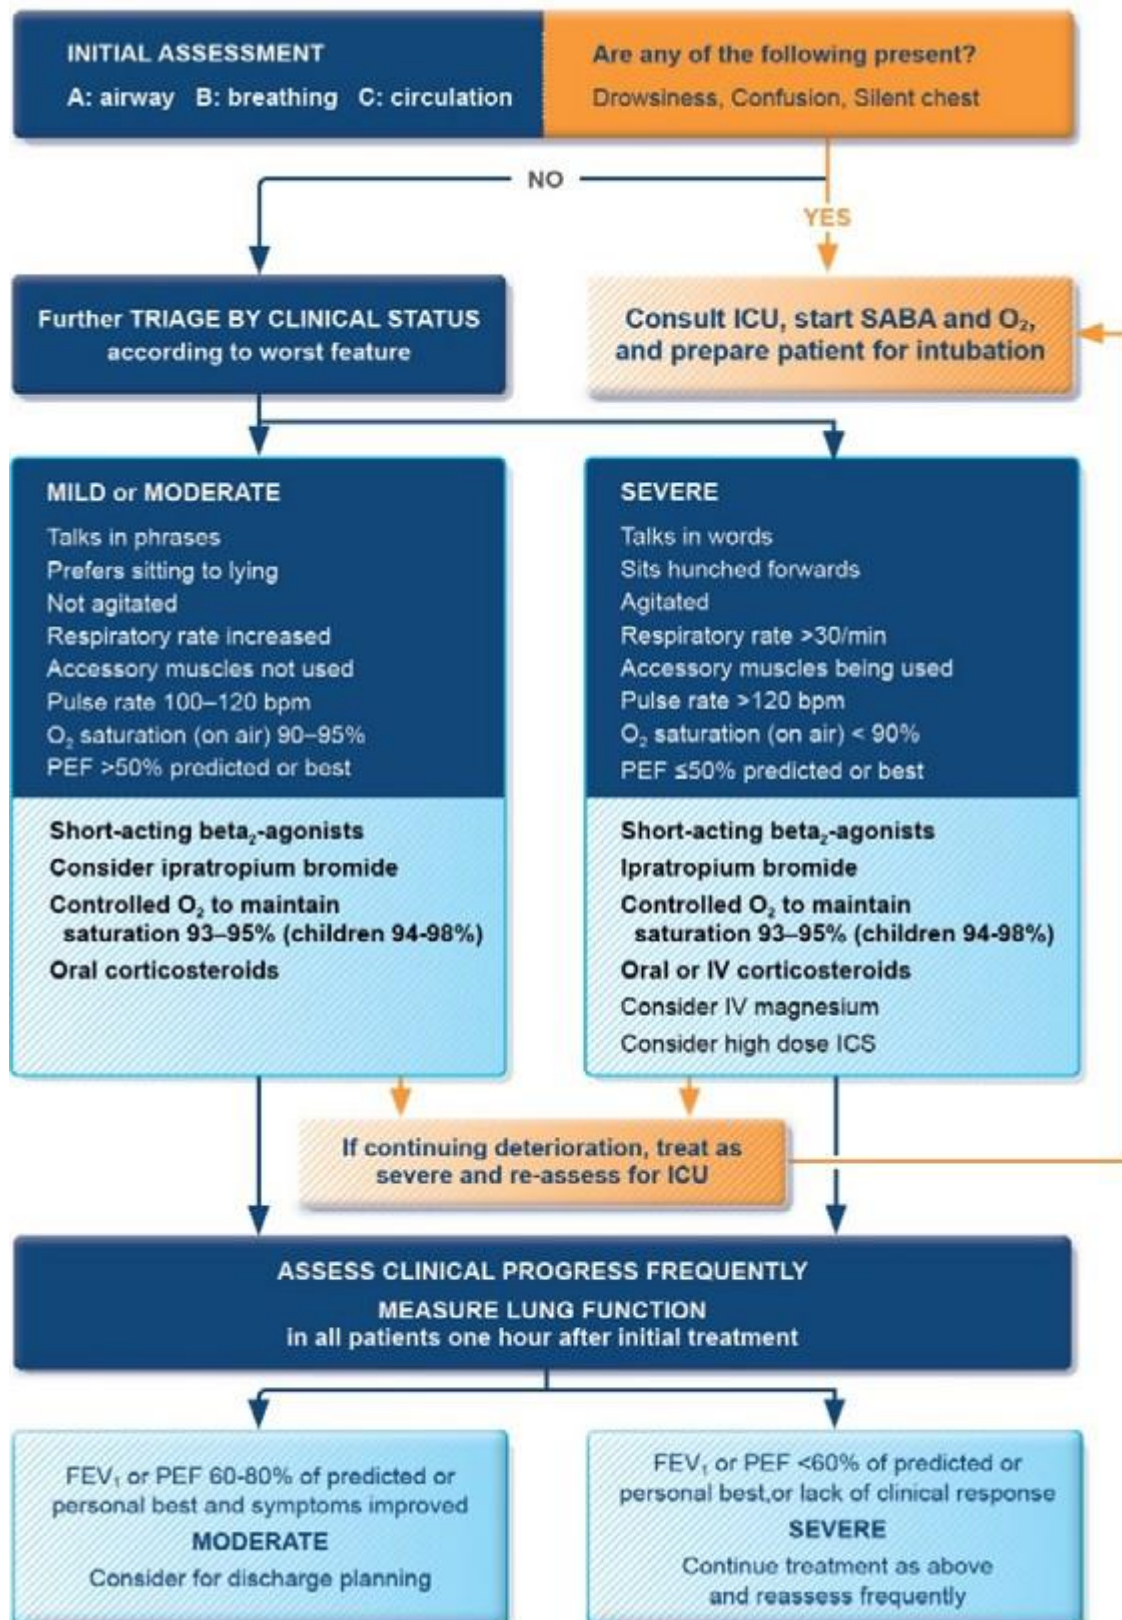 INITIAL ASSESSMENT
A: airway B: breathing C: circulation
Are any of the following present?
Drowsiness, Confusion, Silent chest
NO
YES
Further TRIAGE BY CLINICAL STATUS
according to worst feature
Consult ICU, start SABA and O₂,
and prepare patient for intubation
MILD or MODERATE
Talks in phrases
Prefers sitting to lying
Not agitated
Respiratory rate increased
Accessory muscles not used
Pulse rate 100–120 bpm
O₂ saturation (on air) 90–95%
PEF >50% predicted or best
SEVERE
Talks in words
Sits hunched forwards
Agitated
Respiratory rate >30/min
Accessory muscles being used
Pulse rate >120 bpm
O₂ saturation (on air) < 90%
PEF ≤50% predicted or best
Short-acting beta₂-agonists
Consider ipratropium bromide
Controlled O₂ to maintain
saturation 93–95% (children 94-98%)
Oral corticosteroids
Short-acting beta₂-agonists
Ipratropium bromide
Controlled O₂ to maintain
saturation 93–95% (children 94-98%)
Oral or IV corticosteroids
Consider IV magnesium
Consider high dose ICS
If continuing deterioration, treat as
severe and re-assess for ICU
ASSESS CLINICAL PROGRESS FREQUENTLY
MEASURE LUNG FUNCTION
in all patients one hour after initial treatment
FEV₁ or PEF 60-80% of predicted or
personal best and symptoms improved
MODERATE
Consider for discharge planning
FEV₁ or PEF <60% of predicted or
personal best,or lack of clinical response
SEVERE
Continue treatment as above
and reassess frequently